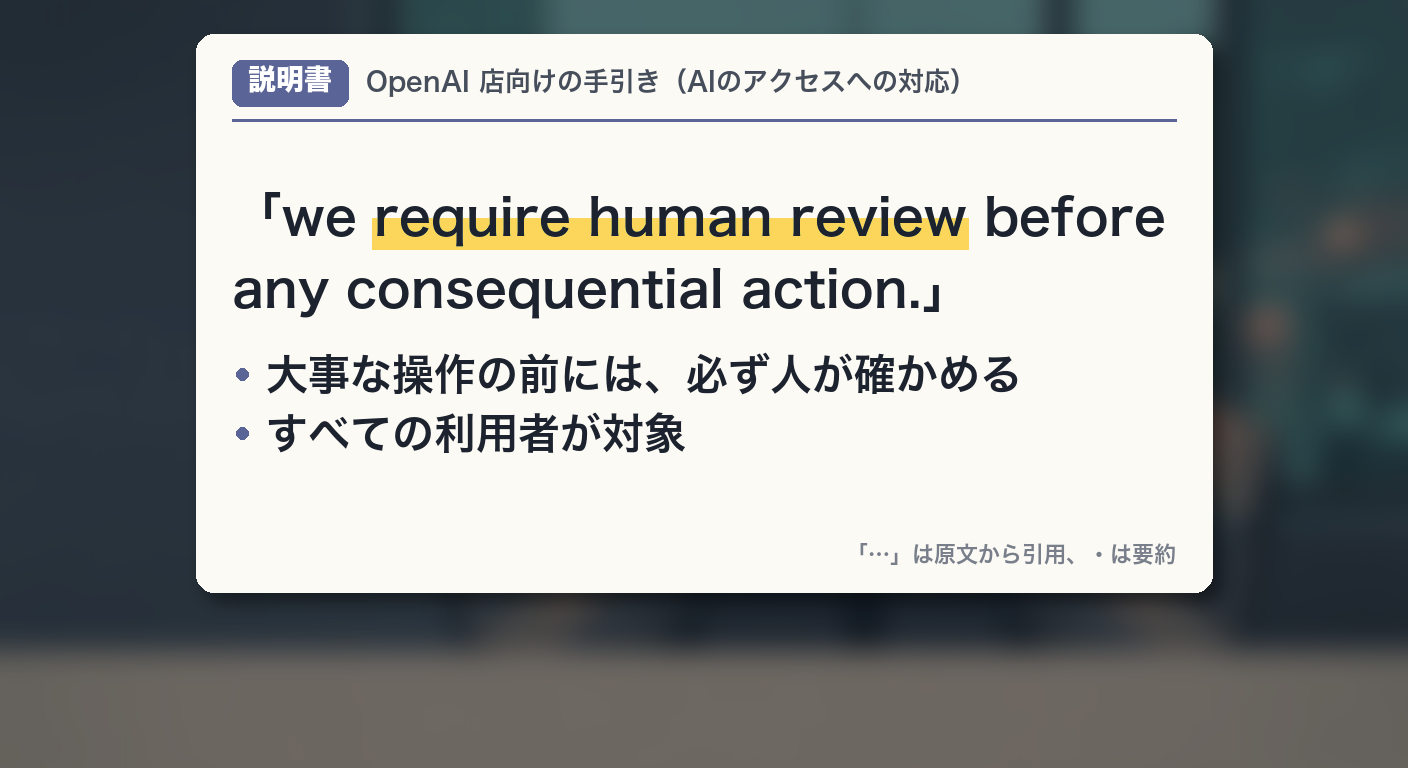 説明書
OpenAI 店向けの手引き（AIのアクセスへの対応）
「we require human review before
any consequential action.」
• 大事な操作の前には、必ず人が確かめる
• すべての利用者が対象
「…」は原文から引用、・は要約